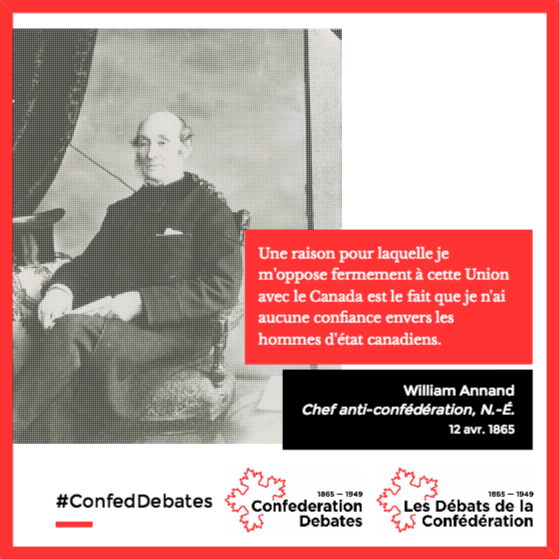 Une raison pour laquelle je
m'oppose fermement à cette Union
avec le Canada est le fait que je n'ai
aucune confiance envers les
hommes d'état canadiens.
William Annand
Chef anti-confédération, N.-É.
12 avr. 1865
#ConfedDebates
1865 — 1949
Confederation
Debates
1865 — 1949
Les Débats de la
Confédération